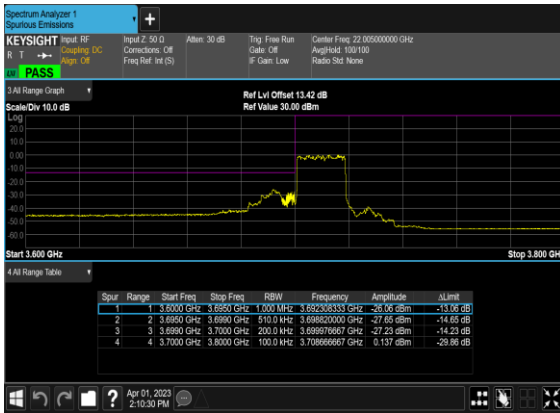 Spectrum Analyzer 1
Spurious Emissions
KEYSIGHT Input: RF Input Z: 50 Ω Atten: 30 dB Trig: Free Run Center Freq: 22.005000000 GHz
R T Coupling: DC Corrections: Off Gate: Off Avg|Hold: 100/100
Align: Off Freq Ref: Int (S) IF Gain: Low Radio Std: None
PASS
3 All Range Graph Ref Lvl Offset 13.42 dB
Scale/Div 10.0 dB Ref Value 30.00 dBm
Log
20.0
10.0
0.00
-10.0
-20.0
-30.0
-40.0
-50.0
-60.0
Start 3.600 GHz Stop 3.800 GH
4 All Range Table
Spur Range Start Freq Stop Freq RBW Frequency Amplitude ΔLimit
1 1 3.6000 GHz 3.6950 GHz 1.000 MHz 3.692308333 GHz -26.06 dBm -13.06 dB
2 2 3.6950 GHz 3.6990 GHz 510.0 kHz 3.698820000 GHz -27.65 dBm -14.65 dB
3 3 3.6990 GHz 3.7000 GHz 200.0 kHz 3.699976667 GHz -27.23 dBm -14.23 dB
4 4 3.7000 GHz 3.8000 GHz 100.0 kHz 3.708666667 GHz 0.137 dBm -29.86 dB
Apr 01, 2023
2:10:30 PM